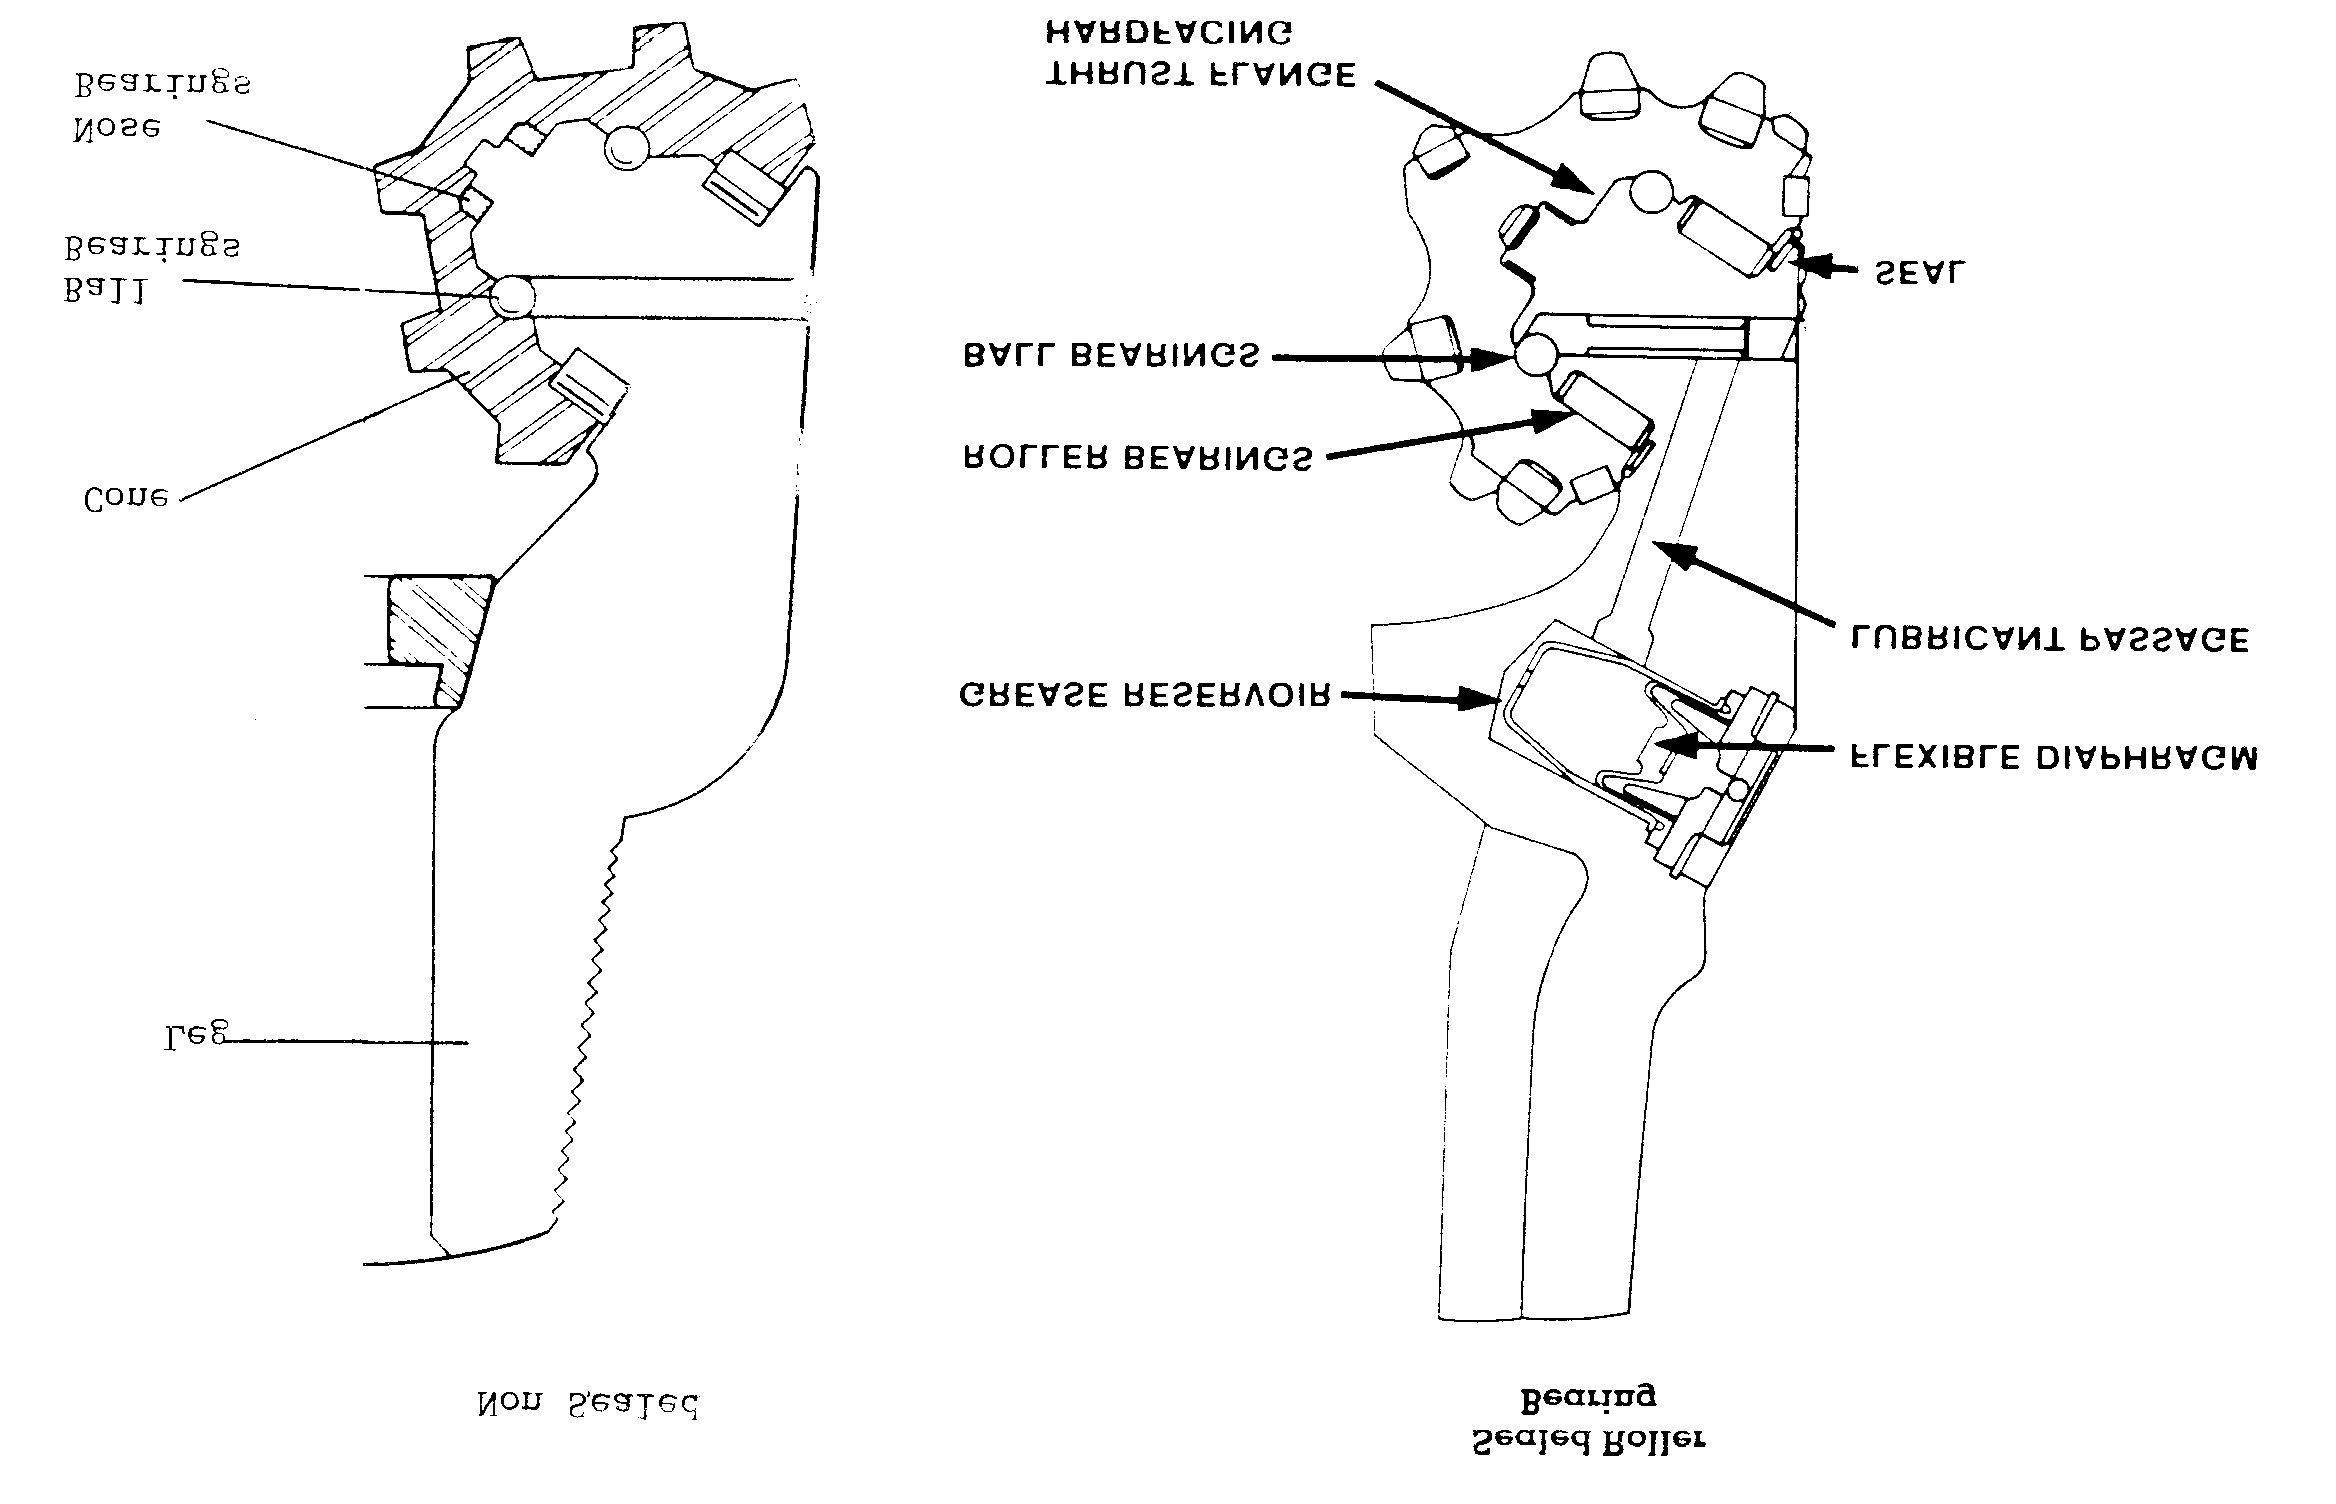 Non Sealed
Leg
Cone
Ball
Bearings
Nose
Bearings
Sealed Roller
Bearing
FLEXIBLE DIAPHRAGM
GREASE RESERVOIR
LUBRICANT PASSAGE
ROLLER BEARINGS
BALL BEARINGS
SEAL
THRUST FLANGE
HARDFACING